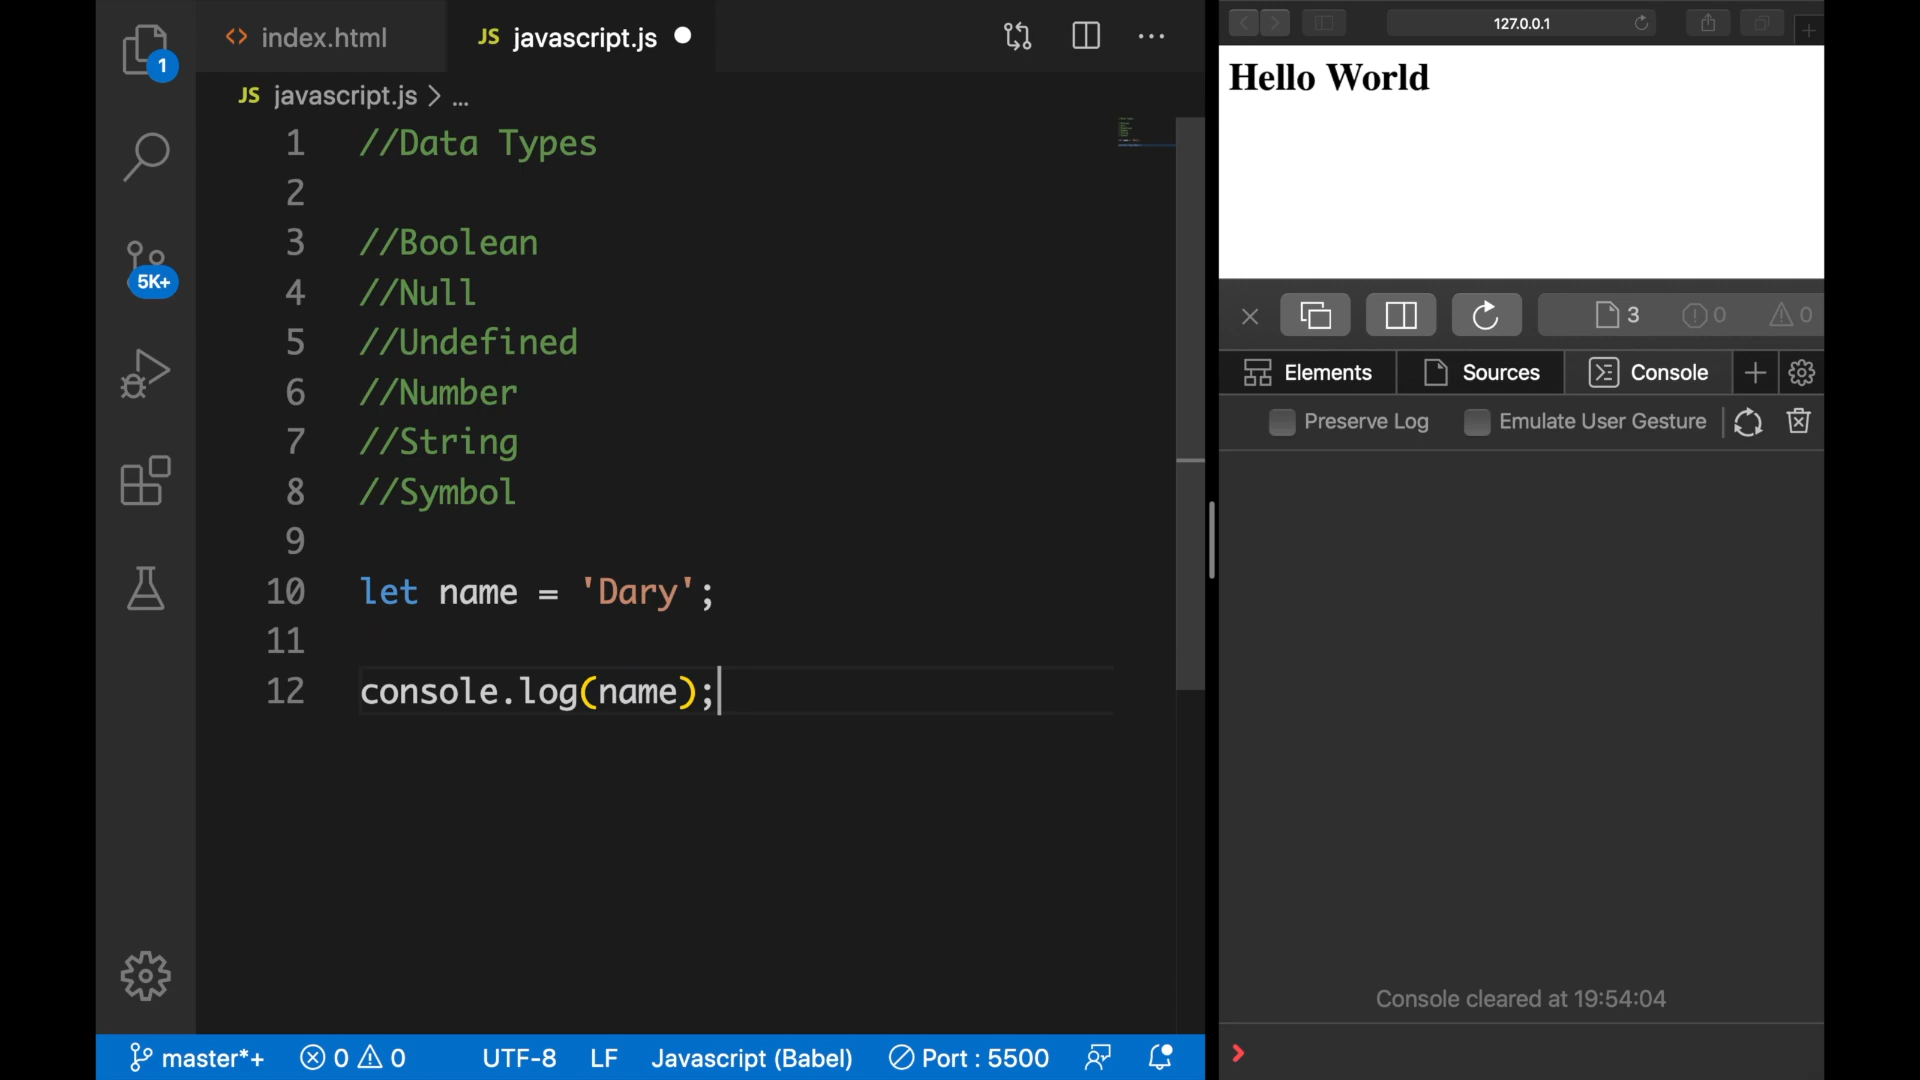 index.html
JS javascript.js
1
JS javascript.js > ...
1 //Data Types
2
3 //Boolean
4 //Null
5 //Undefined
6 //Number
7 //String
8 //Symbol
9
10 let name = 'Dary';
11
12 console.log(name);
5K+
master*+ 0 0 UTF-8 LF Javascript (Babel) Port : 5500
127.0.0.1
Hello World
3 0 0
Elements Sources Console
Preserve Log Emulate User Gesture
Console cleared at 19:54:04